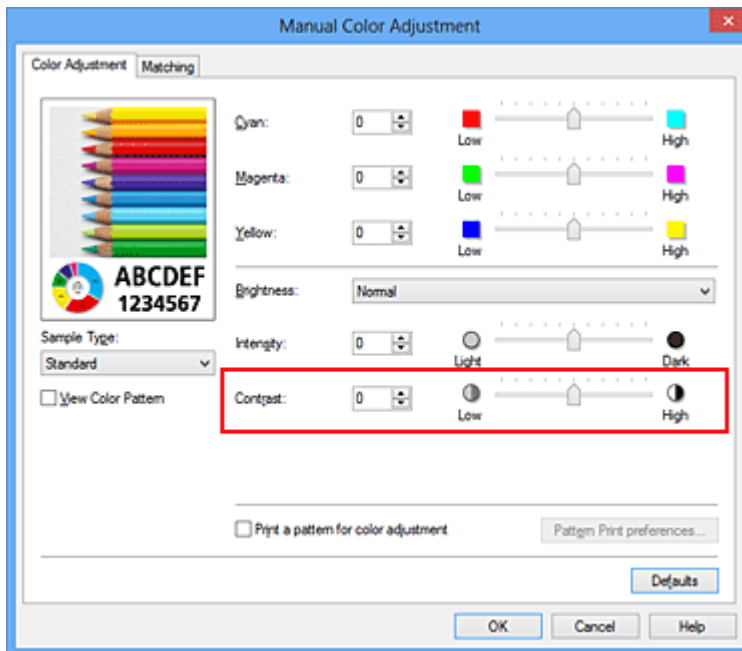 Manual Color Adjustment
Color Adjustment Matching
ABCDEF
1234567
Sample Type:
Standard
View Color Pattern
Cyan: 0 Low High
Magenta: 0 Low High
Yellow: 0 Low High
Brightness: Normal
Intensity: 0 Light Dark
Contrast: 0 Low High
Print a pattern for color adjustment Pattern Print preferences...
Defaults
OK Cancel Help